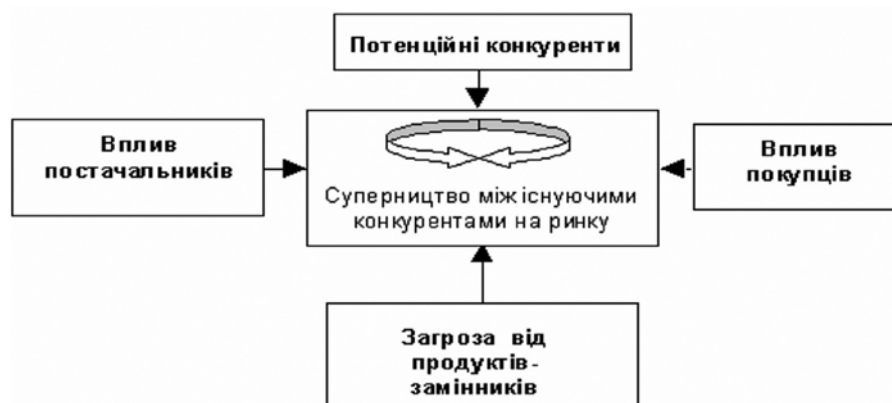 Потенційні конкуренти
Вплив
постачальників
Суперництво між існуючими
конкурентами на ринку
Вплив
покупців
Загроза від
продуктів-
замінників